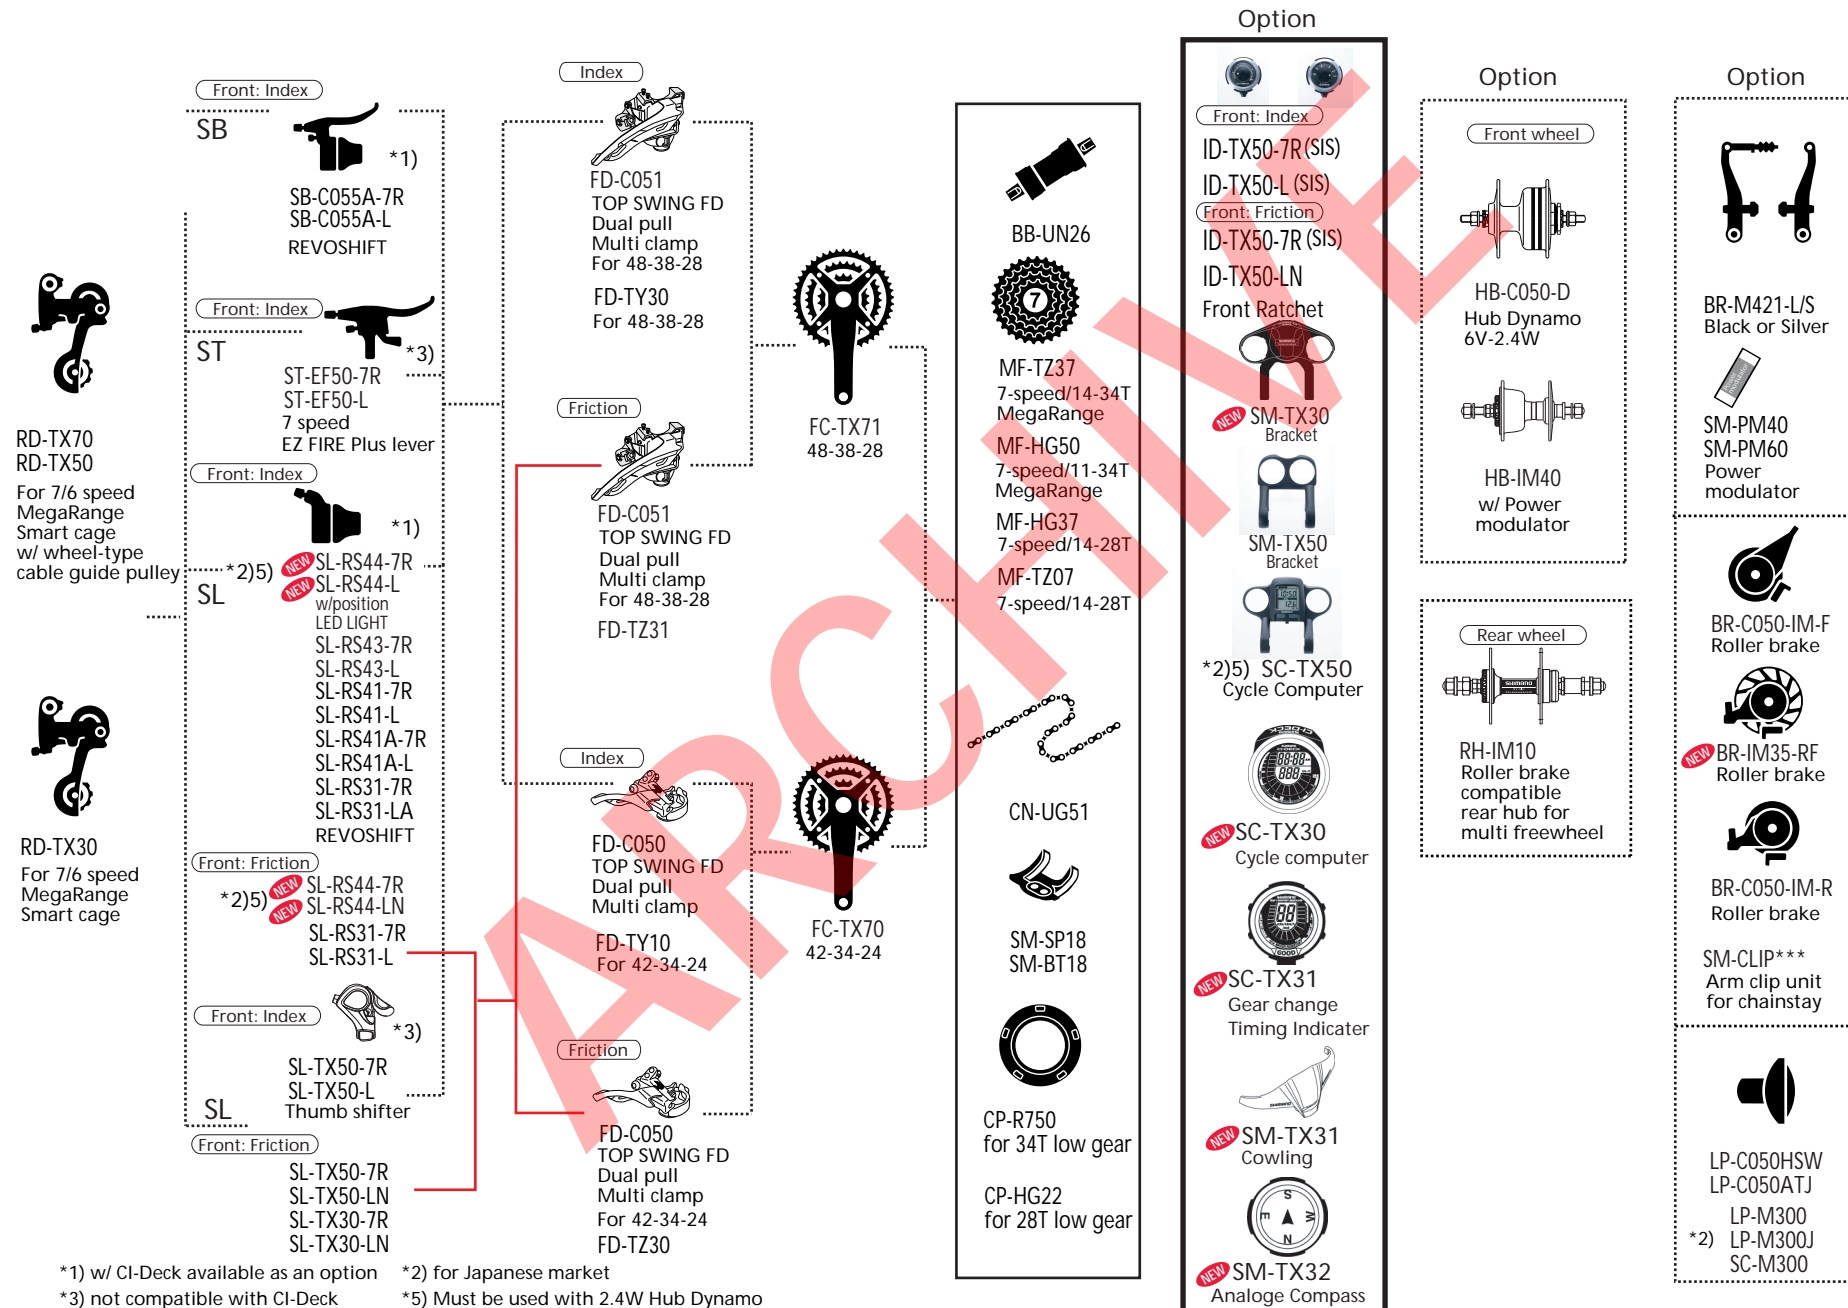 Front: Index
SB
*1)
SB-C055A-7R
SB-C055A-L
REVOSHIFT
Front: Index
ST
*3)
ST-EF50-7R
ST-EF50-L
7 speed
EZ FIRE Plus lever
RD-TX70
RD-TX50
For 7/6 speed
MegaRange
Smart cage
w/ wheel-type
cable guide pulley
Front: Index
*1)
*2)5)
SL
NEW SL-RS44-7R
NEW SL-RS44-L
w/position
LED LIGHT
SL-RS43-7R
SL-RS43-L
SL-RS41-7R
SL-RS41-L
SL-RS41A-7R
SL-RS41A-L
SL-RS31-7R
SL-RS31-LA
REVOSHIFT
RD-TX30
For 7/6 speed
MegaRange
Smart cage
Front: Friction
*2)5)
NEW SL-RS44-7R
NEW SL-RS44-LN
SL-RS31-7R
SL-RS31-L
Front: Index
*3)
SL-TX50-7R
SL-TX50-L
Thumb shifter
SL
Front: Friction
SL-TX50-7R
SL-TX50-LN
SL-TX30-7R
SL-TX30-LN
Index
FD-C051
TOP SWING FD
Dual pull
Multi clamp
For 48-38-28
FD-TY30
For 48-38-28
Friction
FD-C051
TOP SWING FD
Dual pull
Multi clamp
For 48-38-28
FD-TZ31
Index
FD-C050
TOP SWING FD
Dual pull
Multi clamp
FD-TY10
For 42-34-24
Friction
FD-C050
TOP SWING FD
Dual pull
Multi clamp
For 42-34-24
FD-TZ30
FC-TX71
48-38-28
FC-TX70
42-34-24
BB-UN26
7
MF-TZ37
7-speed/14-34T
MegaRange
MF-HG50
7-speed/11-34T
MegaRange
MF-HG37
7-speed/14-28T
MF-TZ07
7-speed/14-28T
CN-UG51
SM-SP18
SM-BT18
CP-R750
for 34T low gear
CP-HG22
for 28T low gear
Option
Front: Index
ID-TX50-7R (SIS)
ID-TX50-L (SIS)
Front: Friction
ID-TX50-7R (SIS)
ID-TX50-LN
Front Ratchet
NEW SM-TX30
Bracket
SM-TX50
Bracket
*2)5) SC-TX50
Cycle Computer
NEW SC-TX30
Cycle computer
NEW SC-TX31
Gear change
Timing Indicater
SHIMANO
NEW SM-TX31
Cowling
S
E
W
N
NEW SM-TX32
Analoge Compass
Option
Front wheel
HB-C050-D
Hub Dynamo
6V-2.4W
HB-IM40
w/ Power
modulator
Rear wheel
SHIMANO
RH-IM10
Roller brake
compatible
rear hub for
multi freewheel
Option
BR-M421-L/S
Black or Silver
Power
modulator
SM-PM40
SM-PM60
Power
modulator
BR-C050-IM-F
Roller brake
NEW BR-IM35-RF
Roller brake
BR-C050-IM-R
Roller brake
SM-CLIP***
Arm clip unit
for chainstay
LP-C050HSW
LP-C050ATJ
LP-M300
*2) LP-M300J
SC-M300
*1) w/ CI-Deck available as an option
*2) for Japanese market
*3) not compatible with CI-Deck
*5) Must be used with 2.4W Hub Dynamo
ARCHIVE